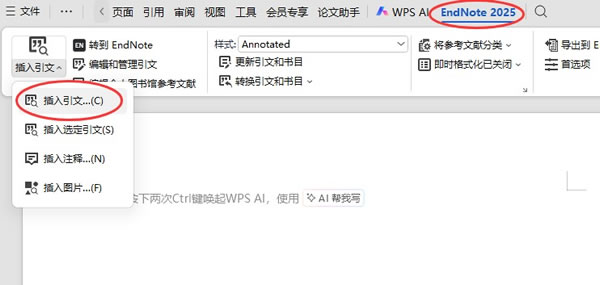 文件 ··· 页面 引用 审阅 视图 工具 会员专享 论文助手 WPS AI EndNote 2025
插入引文
EN 转到 EndNote
编辑和管理引文
样式: Annotated
更新引文和书目
转换引文和书目
将参考文献分类
即时格式化已关闭
导出到 E
首选项
插入引文...(C)
插入选定引文(S)
插入注释...(N)
插入图片...(F)
按下两次Ctrl键唤起WPS AI，使用 AI 帮我写